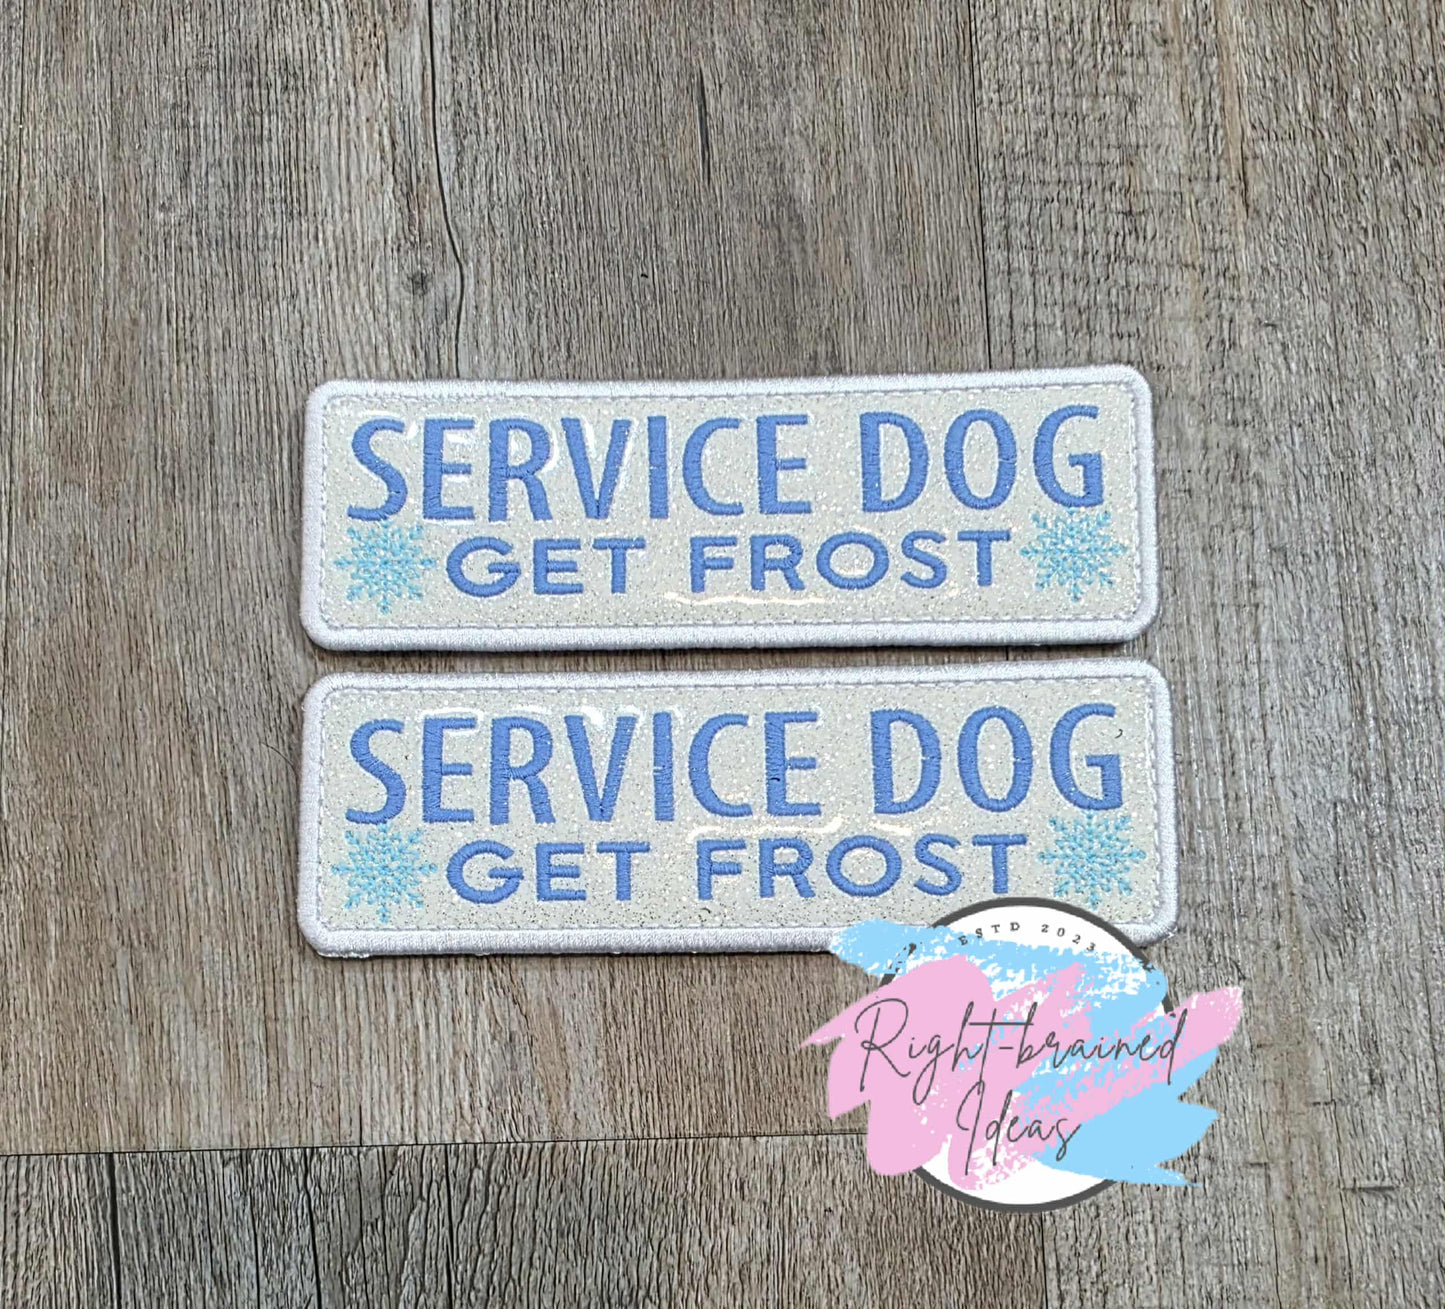 SERVICE DOG
GET FROST
SERVICE DOG
GET FROST
ESTD 2023
Right-brained
Ideas